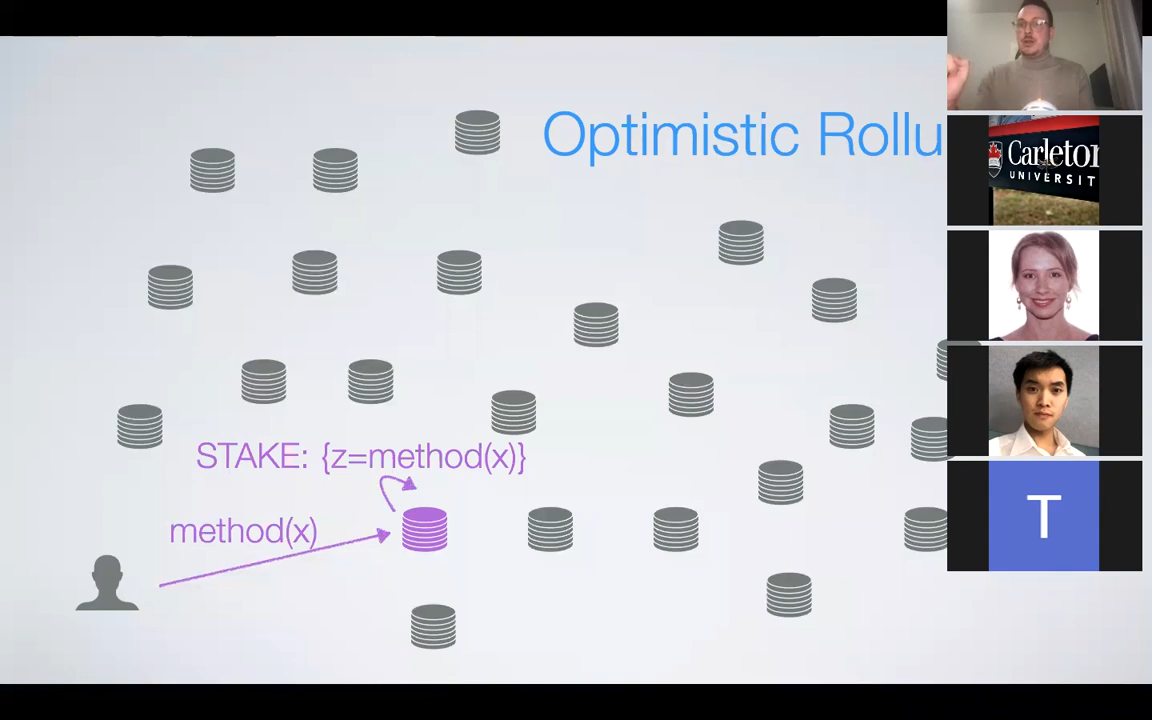 Optimistic Rollu
Carleton
UNIVERSIT
STAKE: {z=method(x)}
method(x)
T